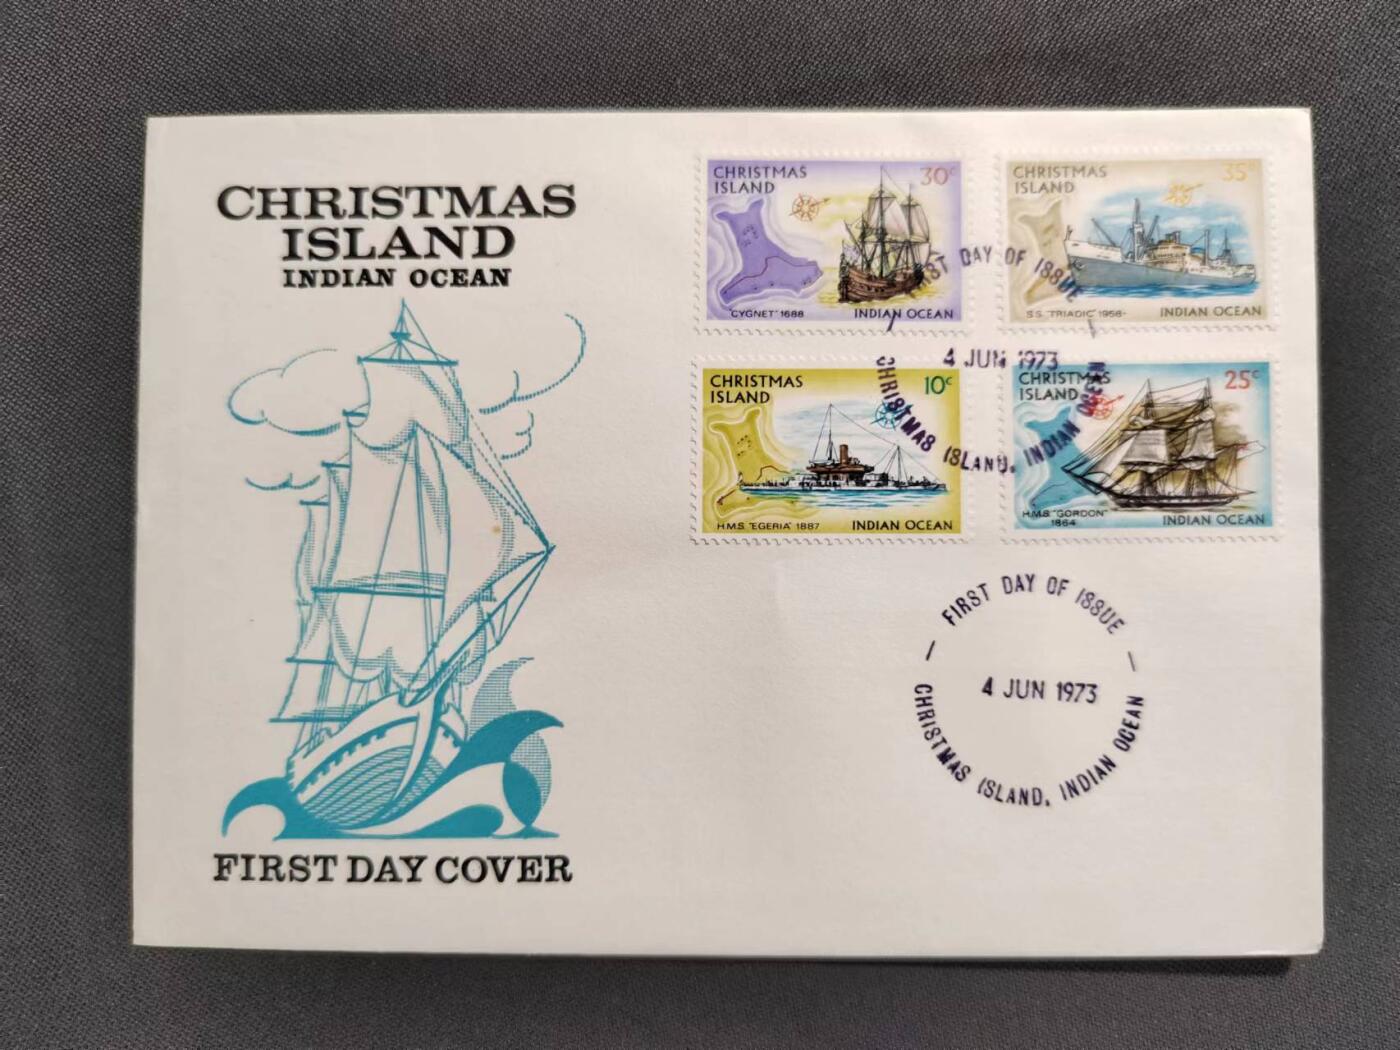 CHRISTMAS
ISLAND
INDIAN OCEAN
FIRST DAY COVER
CHRISTMAS
ISLAND
30c
"CYGNET" 1688
INDIAN OCEAN
CHRISTMAS
ISLAND
35c
S.S. "TRIADIC" 1958-
INDIAN OCEAN
CHRISTMAS
ISLAND
10c
H.M.S. "EGERIA" 1887
INDIAN OCEAN
CHRISTMAS
ISLAND
25c
H.M.S. "GORDON"
1864
INDIAN OCEAN
FIRST DAY OF ISSUE
4 JUN 1973
CHRISTMAS ISLAND, INDIAN OCEAN
FIRST DAY OF ISSUE
4 JUN 1973
CHRISTMAS ISLAND, INDIAN OCEAN